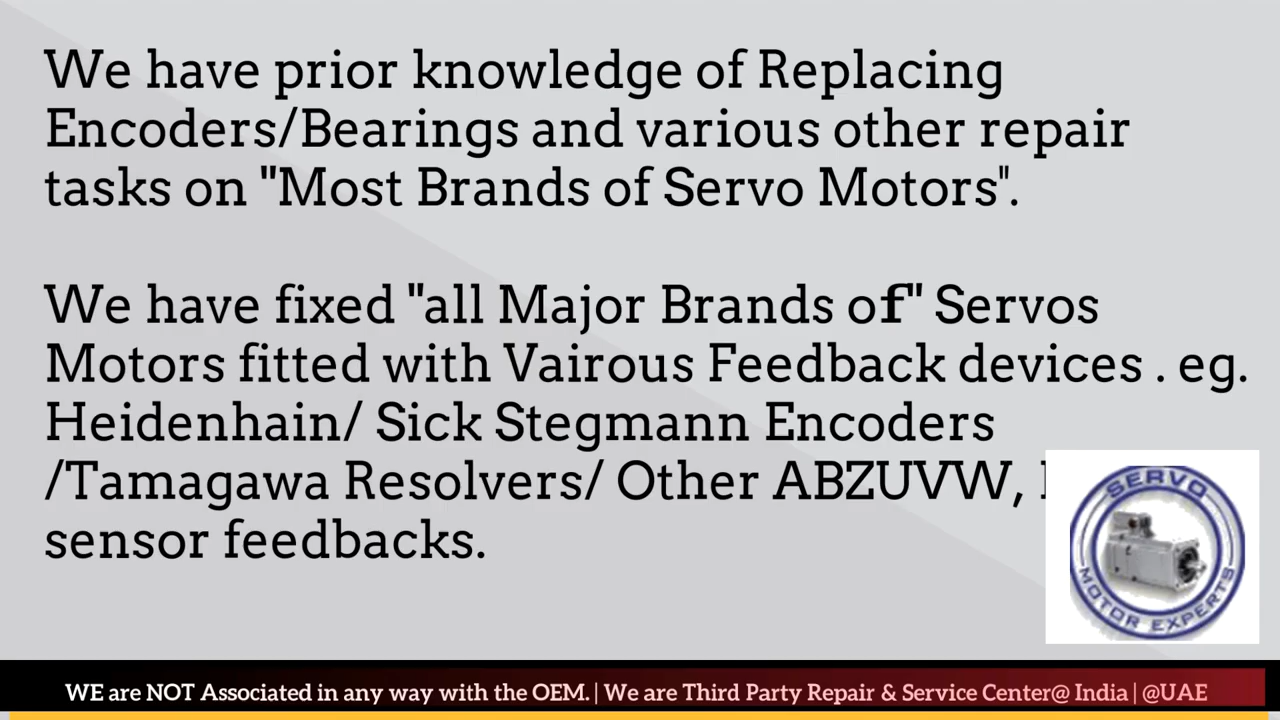 We have prior knowledge of Replacing
Encoders/Bearings and various other repair
tasks on "Most Brands of Servo Motors".
We have fixed "all Major Brands of" Servos
Motors fitted with Vairous Feedback devices . eg.
Heidenhain/ Sick Stegmann Encoders
/Tamagawa Resolvers/ Other ABZUVW,
sensor feedbacks.
SERVO
MOTOR EXPERTS
WE are NOT Associated in any way with the OEM. | We are Third Party Repair & Service Center@ India | @UAE